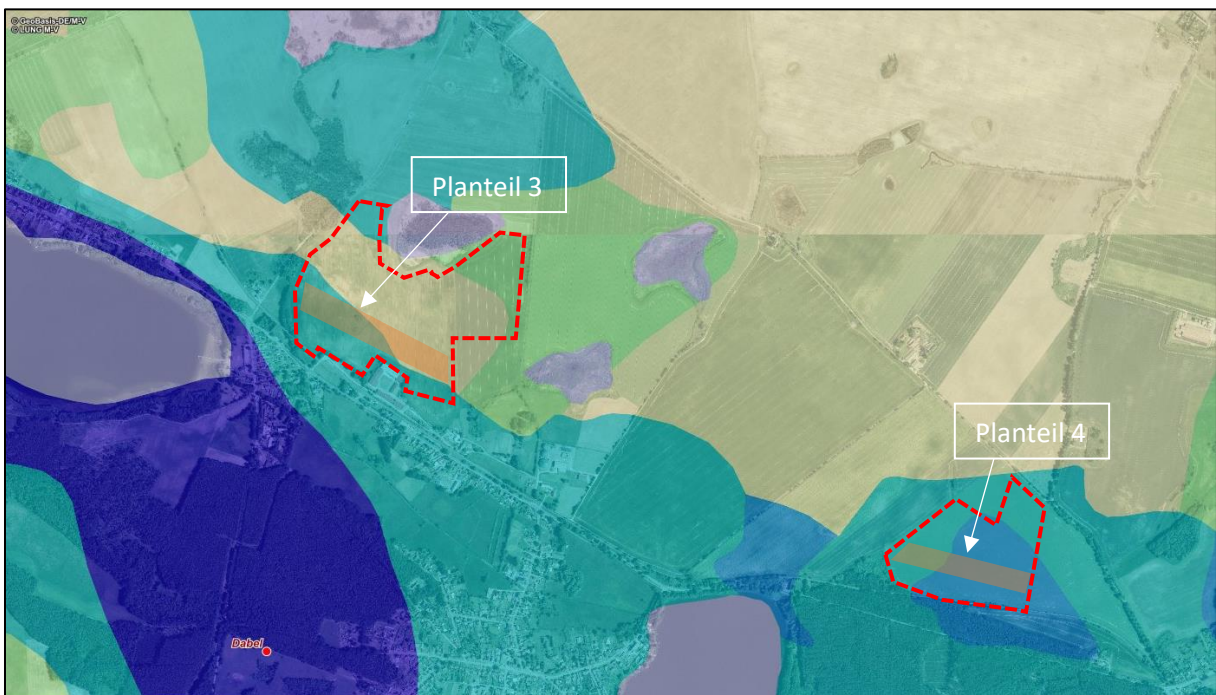 © GeoBasis-DE/M-V
© LUNG M-V
Planteil 3
Planteil 4
Dabel